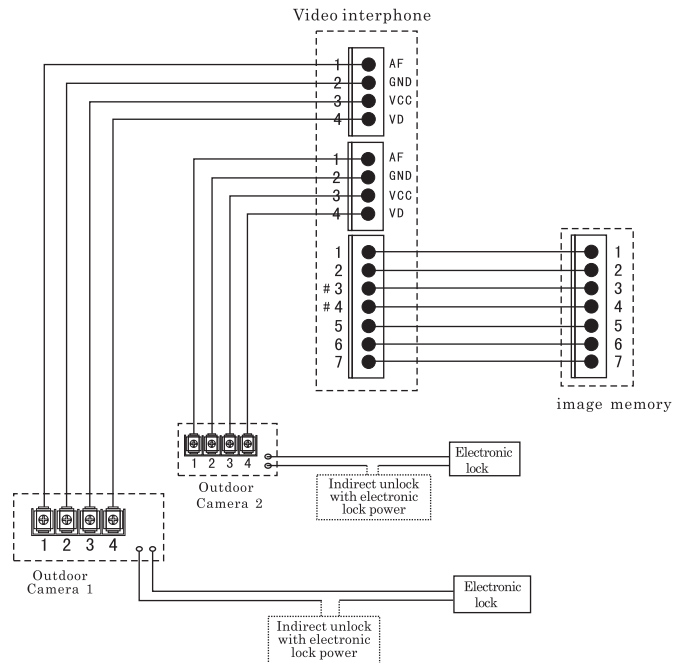 Video interphone
1 AF
2 GND
3 VCC
4 VD
1 AF
2 GND
3 VCC
4 VD
1 1
2 2
# 3 3
# 4 4
5 5
6 6
7 7
image memory
1 2 3 4
Outdoor
Camera 2
Electronic
lock
Indirect unlock
with electronic
lock power
1 2 3 4
Outdoor
Camera 1
Electronic
lock
Indirect unlock
with electronic
lock power